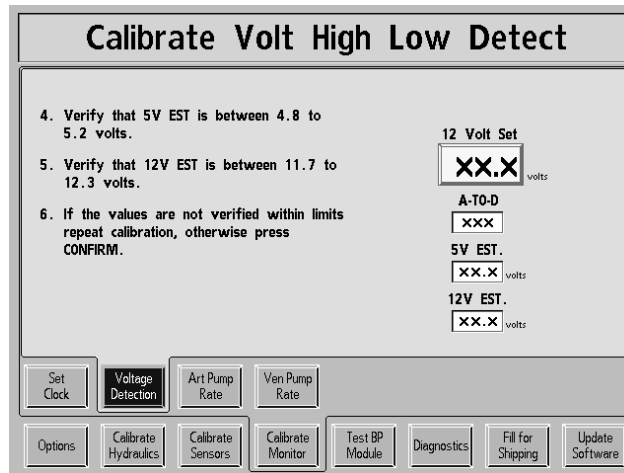 Calibrate Volt High Low Detect
4. Verify that 5V EST is between 4.8 to
5.2 volts.
5. Verify that 12V EST is between 11.7 to
12.3 volts.
6. If the values are not verified within limits
repeat calibration, otherwise press
CONFIRM.
12 Volt Set
XX.X volts
A-TO-D
XXX
5V EST.
XX.X volts
12V EST.
XX.X volts
Set
Clock
Voltage
Detection
Art Pump
Rate
Ven Pump
Rate
Options
Calibrate
Hydraulics
Calibrate
Sensors
Calibrate
Monitor
Test BP
Module
Diagnostics
Fill for
Shipping
Update
Software